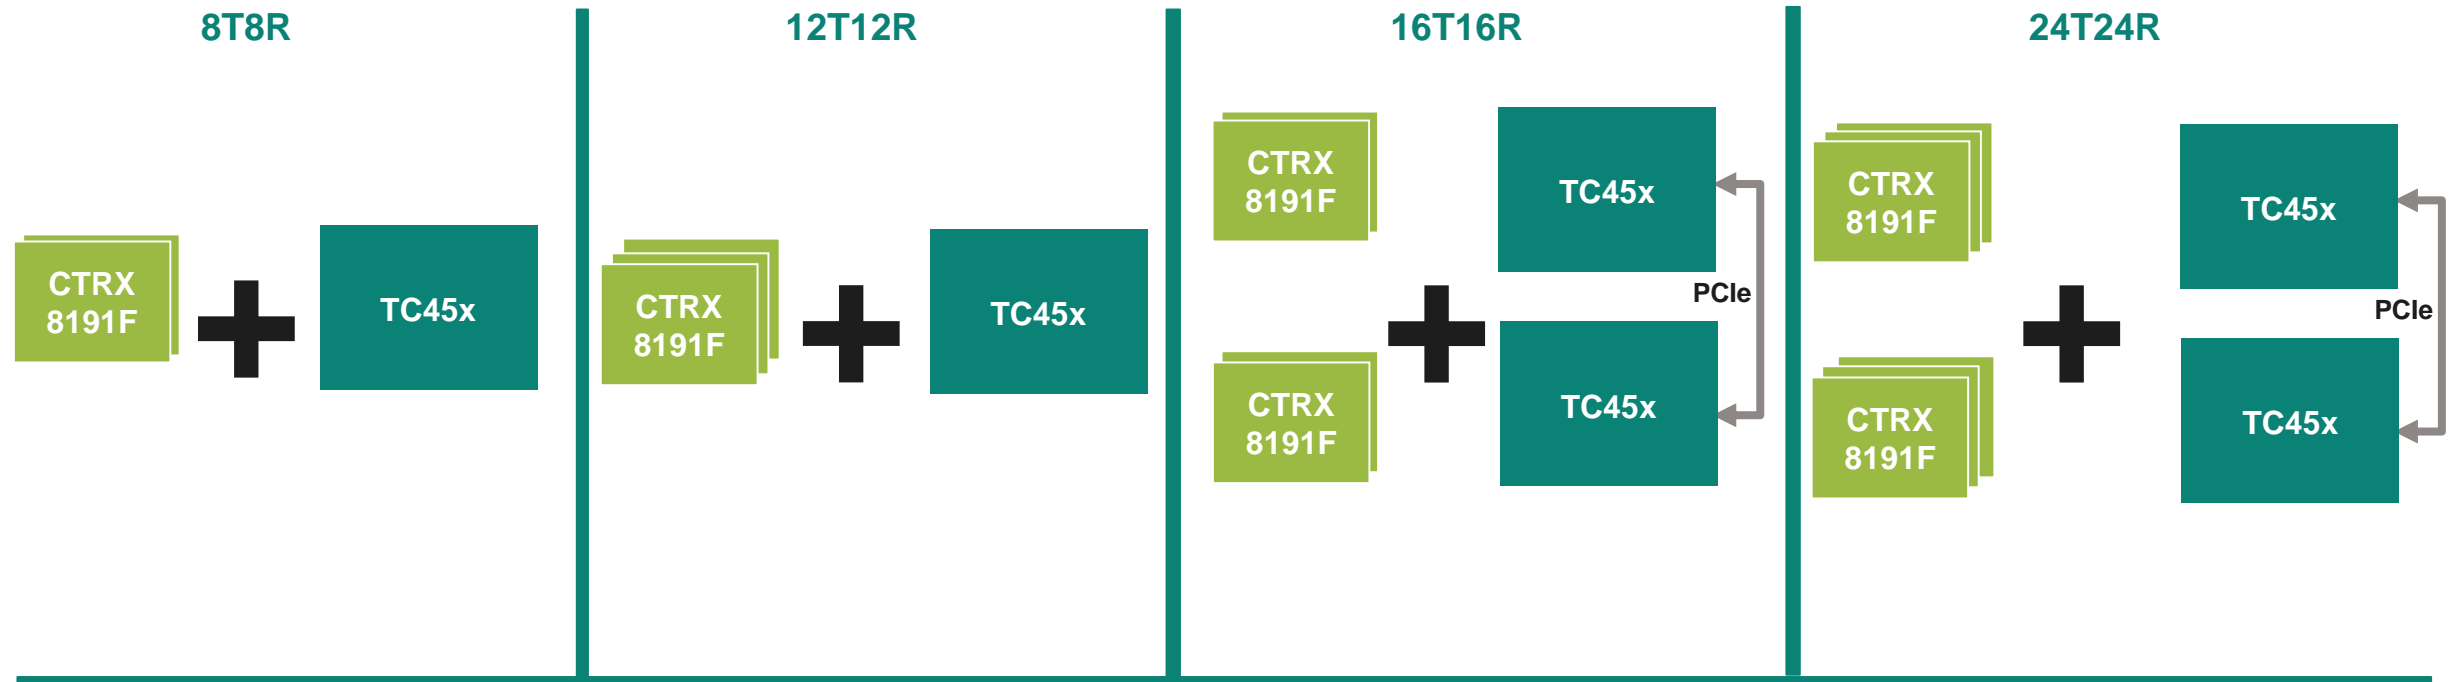 8T8R
CTRX
8191F
TC45x
12T12R
CTRX
8191F
TC45x
16T16R
CTRX
8191F
TC45x
PCIe
CTRX
8191F
TC45x
24T24R
CTRX
8191F
TC45x
PCIe
CTRX
8191F
TC45x